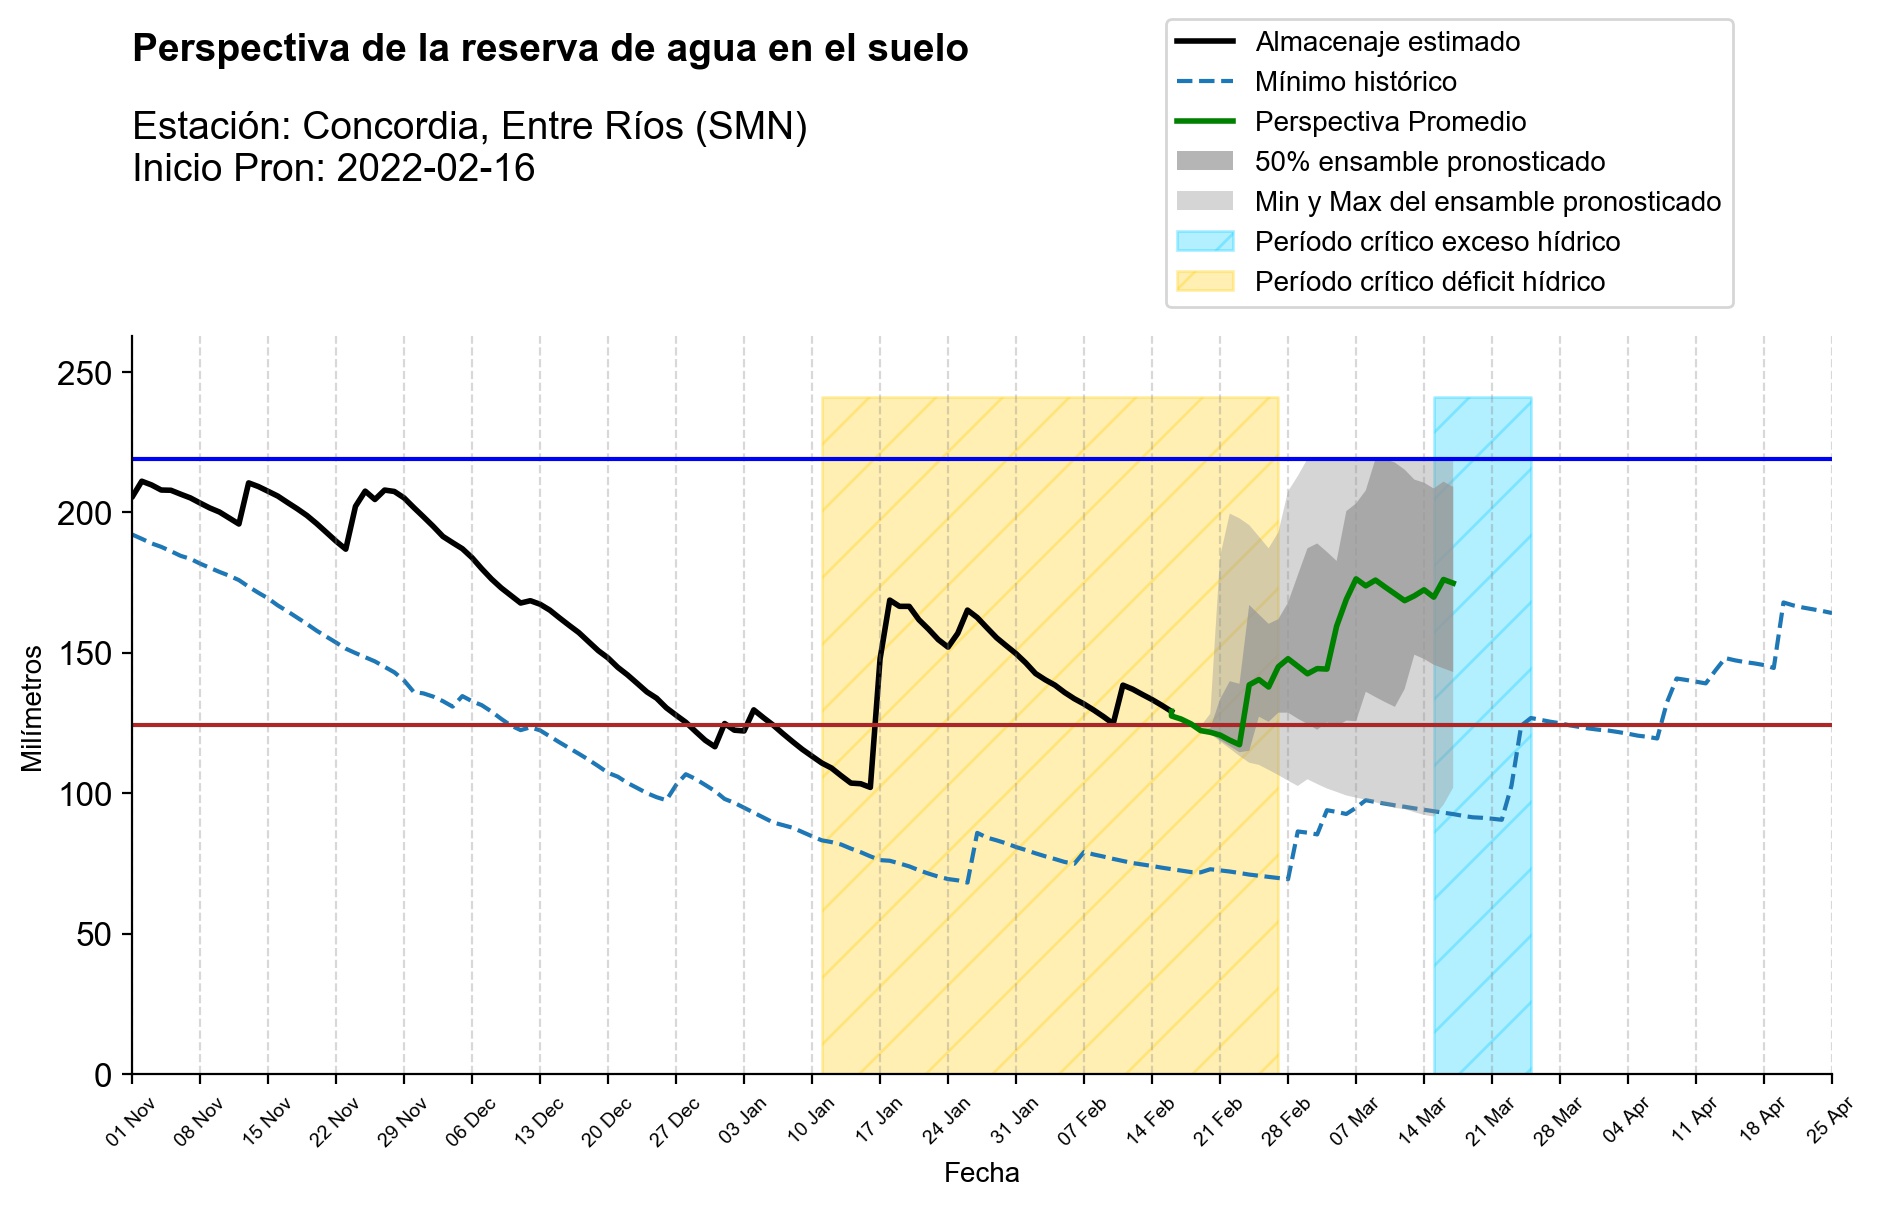 Perspectiva de la reserva de agua en el suelo
Estación: Concordia, Entre Ríos (SMN)
Inicio Pron: 2022-02-16
Almacenaje estimado
Mínimo histórico
Perspectiva Promedio
50% ensamble pronosticado
Min y Max del ensamble pronosticado
Período crítico exceso hídrico
Período crítico déficit hídrico
250
200
150
100
50
0
Milímetros
01 Nov
08 Nov
15 Nov
22 Nov
29 Nov
06 Dec
13 Dec
20 Dec
27 Dec
03 Jan
10 Jan
17 Jan
24 Jan
31 Jan
07 Feb
14 Feb
21 Feb
28 Feb
07 Mar
14 Mar
21 Mar
28 Mar
04 Apr
11 Apr
18 Apr
25 Apr
Fecha